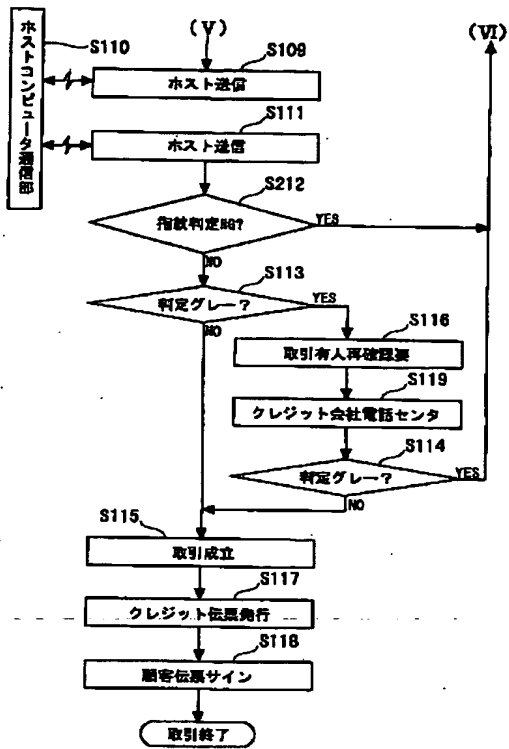 (V)
(VI)
S110
ホストコンピュータ通信部
S109
ホスト送信
S111
ホスト送信
S212
指紋判定NG?
YES
NO
S113
判定グレー?
YES
NO
S116
取引有人再確認要
S119
クレジット会社電話センタ
S114
判定グレー?
YES
NO
S115
取引成立
S117
クレジット伝票発行
S118
顧客伝票サイン
取引終了